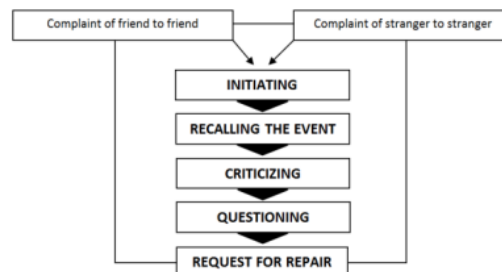 Complaint of friend to friend
Complaint of stranger to stranger
INITIATING
RECALLING THE EVENT
CRITICIZING
QUESTIONING
REQUEST FOR REPAIR